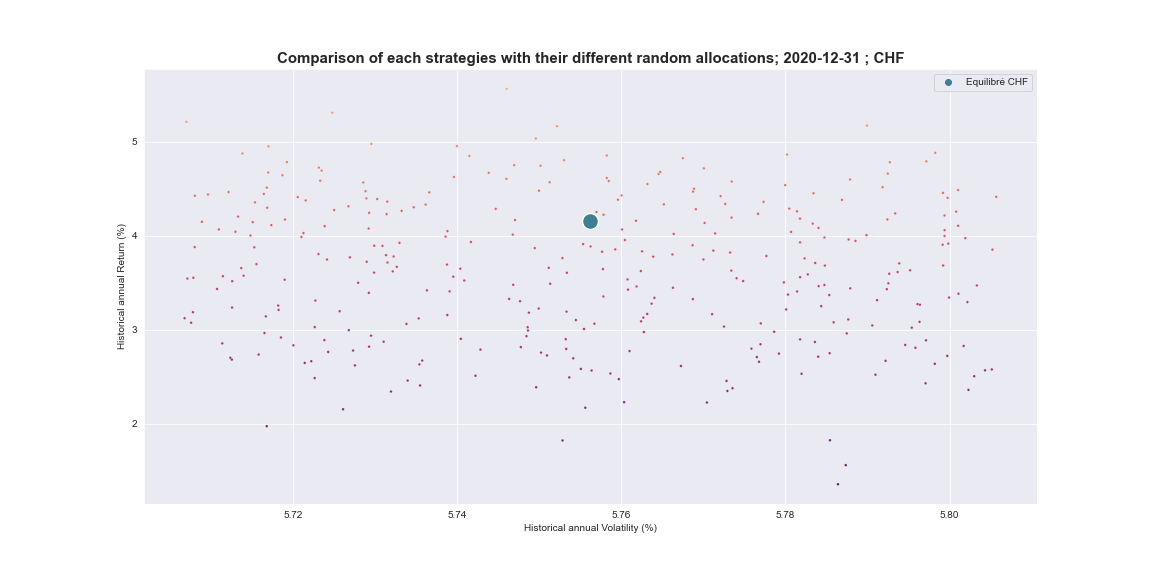 Comparison of each strategies with their different random allocations; 2020-12-31 ; CHF
Equilibré CHF
5
4
3
2
Historical annual Return (%)
5.72
5.74
5.76
5.78
5.80
Historical annual Volatility (%)